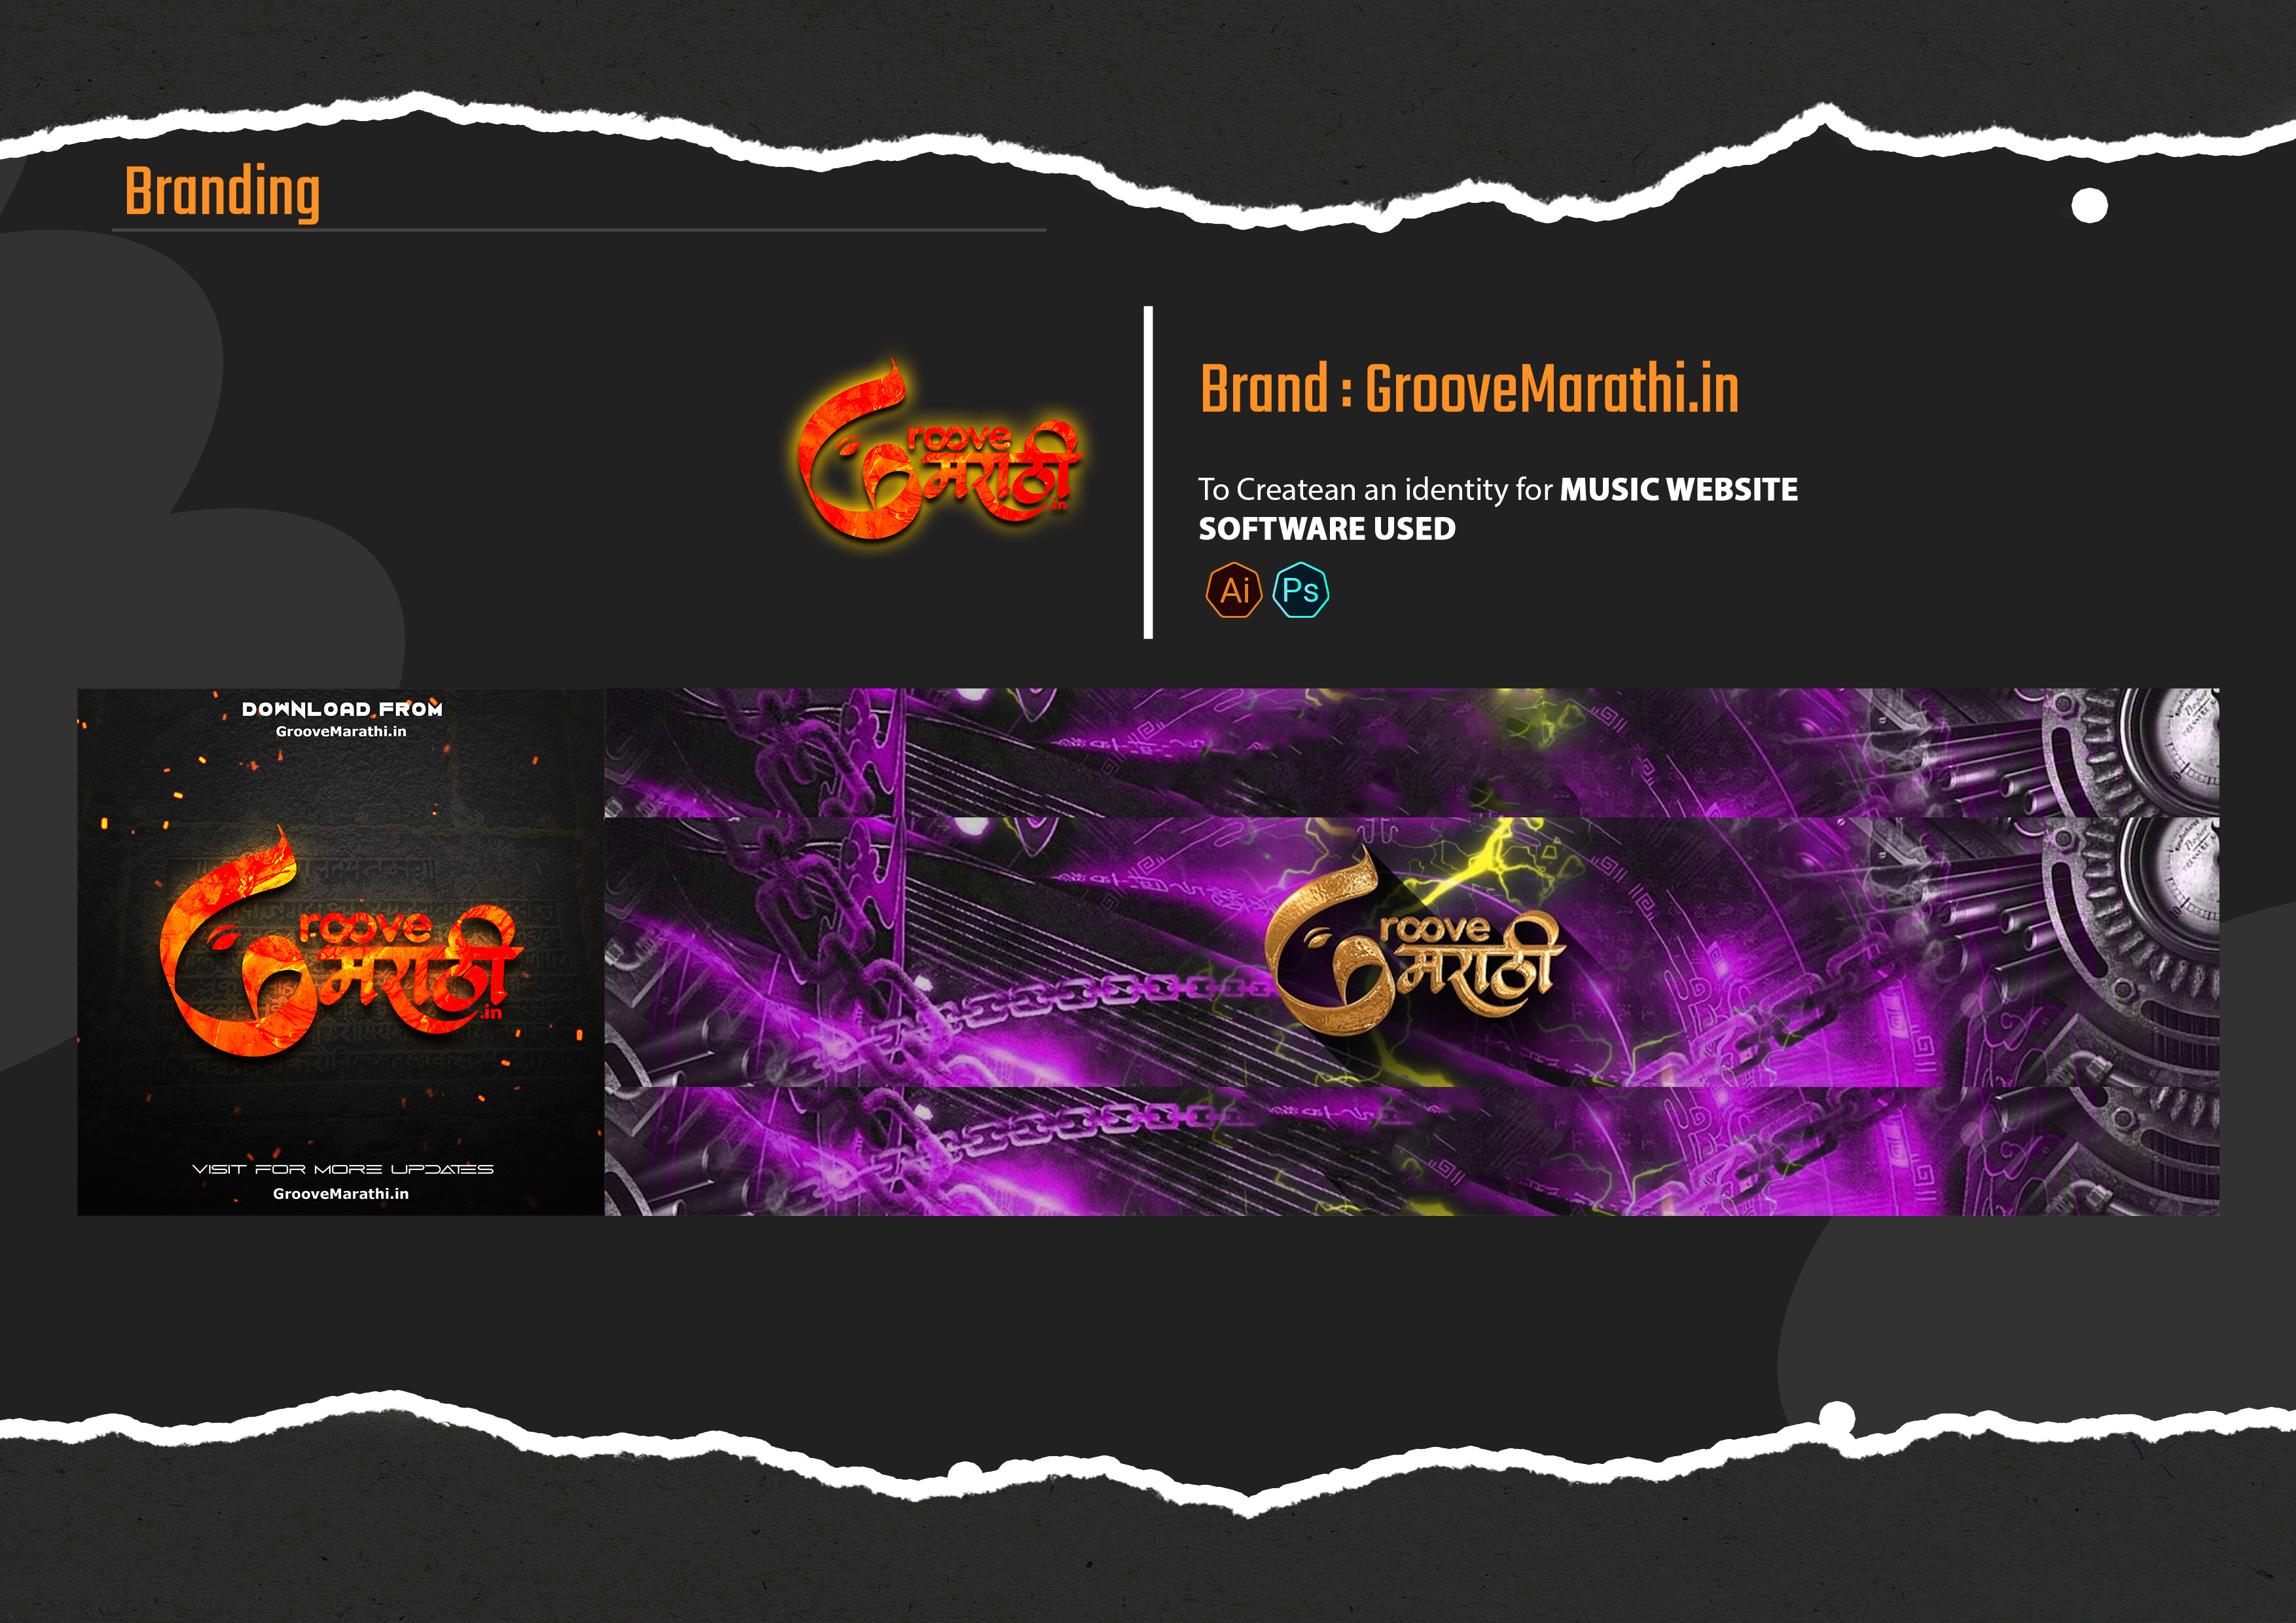 Branding
Groove
मराठी
.in
Brand : GrooveMarathi.in
To Createan an identity for MUSIC WEBSITE
SOFTWARE USED
Ai Ps
DOWNLOAD FROM
GrooveMarathi.in
Groove
मराठी
.in
VISIT FOR MORE UPDATES
GrooveMarathi.in
Groove
मराठी